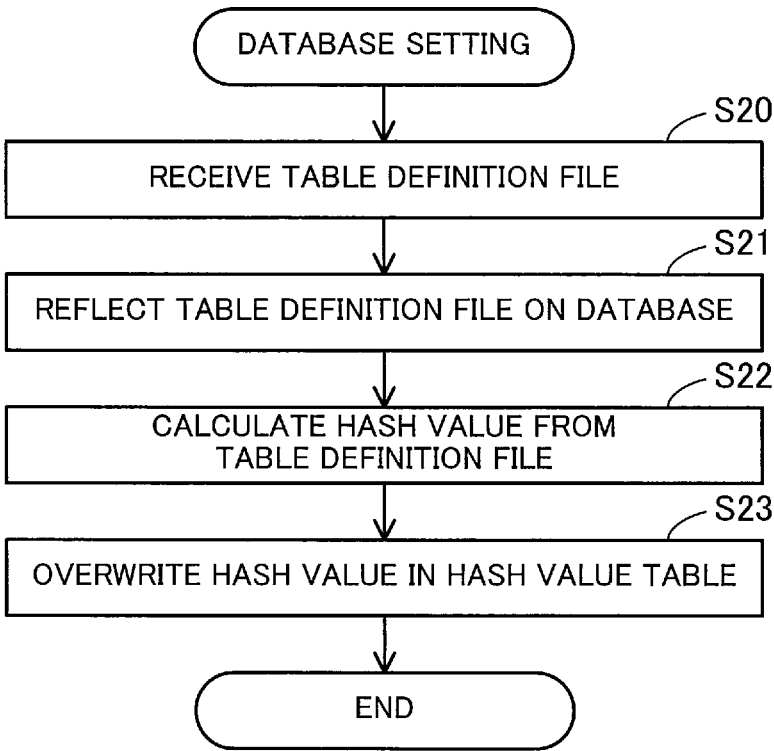 DATABASE SETTING
S20
RECEIVE TABLE DEFINITION FILE
S21
REFLECT TABLE DEFINITION FILE ON DATABASE
S22
CALCULATE HASH VALUE FROM
TABLE DEFINITION FILE
S23
OVERWRITE HASH VALUE IN HASH VALUE TABLE
END